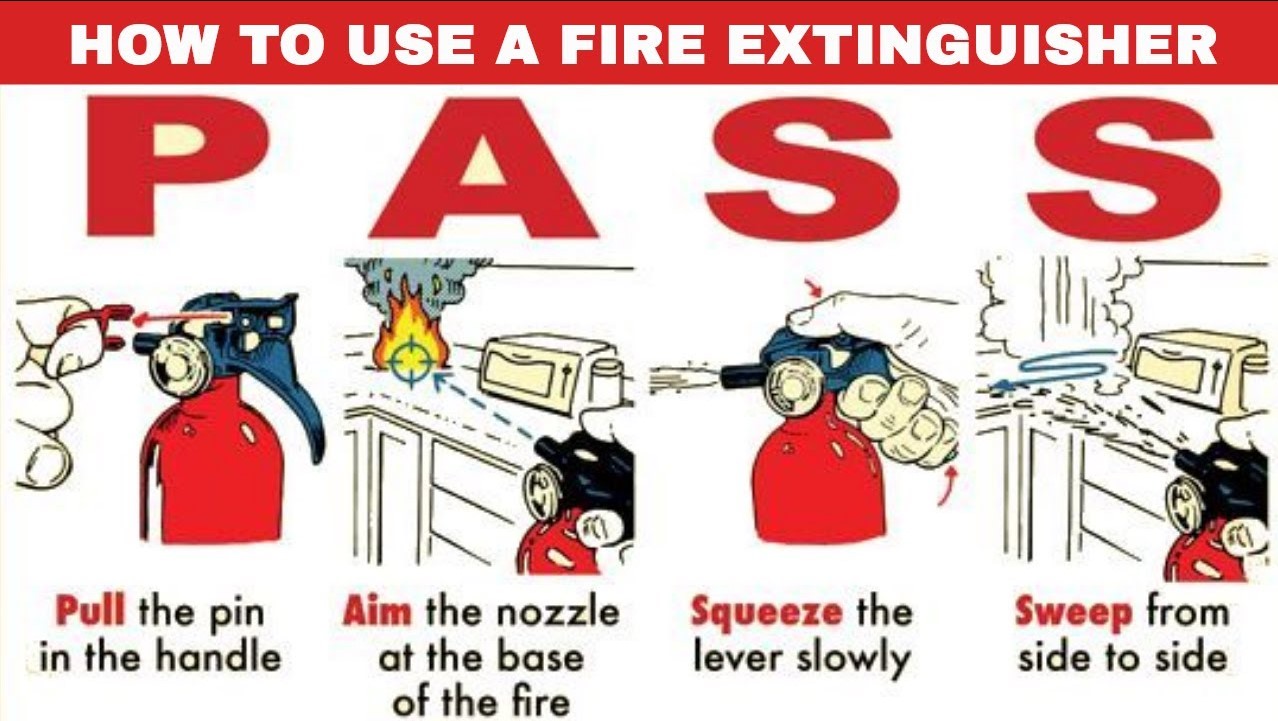 HOW TO USE A FIRE EXTINGUISHER
P A S S
Pull the pin
in the handle
Aim the nozzle
at the base
of the fire
Squeeze the
lever slowly
Sweep from
side to side